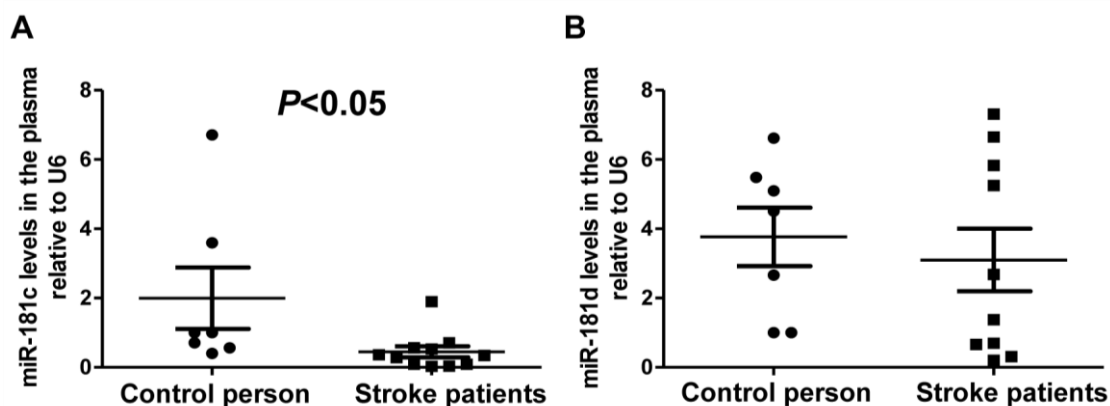 A
miR-181c levels in the plasma
relative to U6
8
6
4
2
0
P<0.05
Control person
Stroke patients
B
miR-181d levels in the plasma
relative to U6
8
6
4
2
0
Control person
Stroke patients